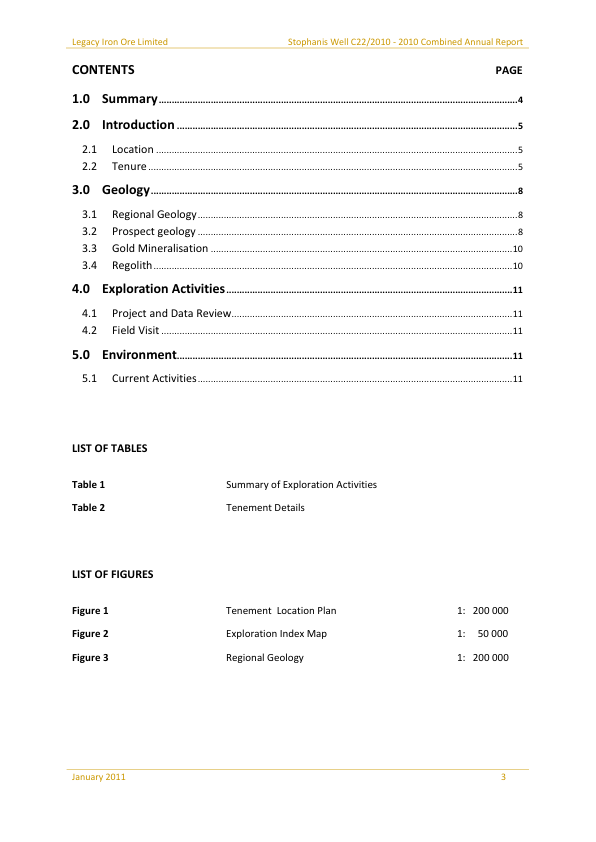 Legacy Iron Ore Limited Stophanis Well C22/2010 - 2010 Combined Annual Report
CONTENTS PAGE
1.0 Summary 4
2.0 Introduction 5
2.1 Location 5
2.2 Tenure 5
3.0 Geology 8
3.1 Regional Geology 8
3.2 Prospect geology 8
3.3 Gold Mineralisation 10
3.4 Regolith 10
4.0 Exploration Activities 11
4.1 Project and Data Review 11
4.2 Field Visit 11
5.0 Environment 11
5.1 Current Activities 11
LIST OF TABLES
Table 1 Summary of Exploration Activities
Table 2 Tenement Details
LIST OF FIGURES
Figure 1 Tenement Location Plan 1: 200 000
Figure 2 Exploration Index Map 1: 50 000
Figure 3 Regional Geology 1: 200 000
January 2011 3